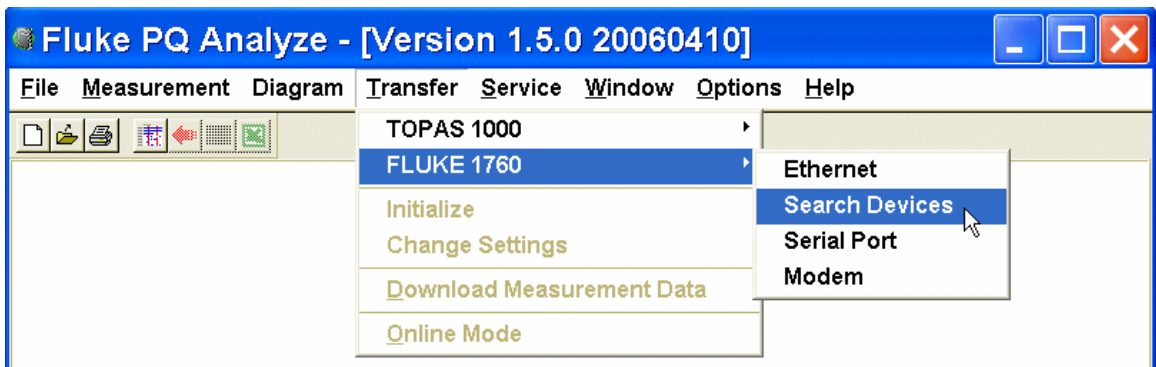 Fluke PQ Analyze - [Version 1.5.0 20060410]
File Measurement Diagram Transfer Service Window Options Help
TOPAS 1000
FLUKE 1760
Initialize
Change Settings
Download Measurement Data
Online Mode
Ethernet
Search Devices
Serial Port
Modem